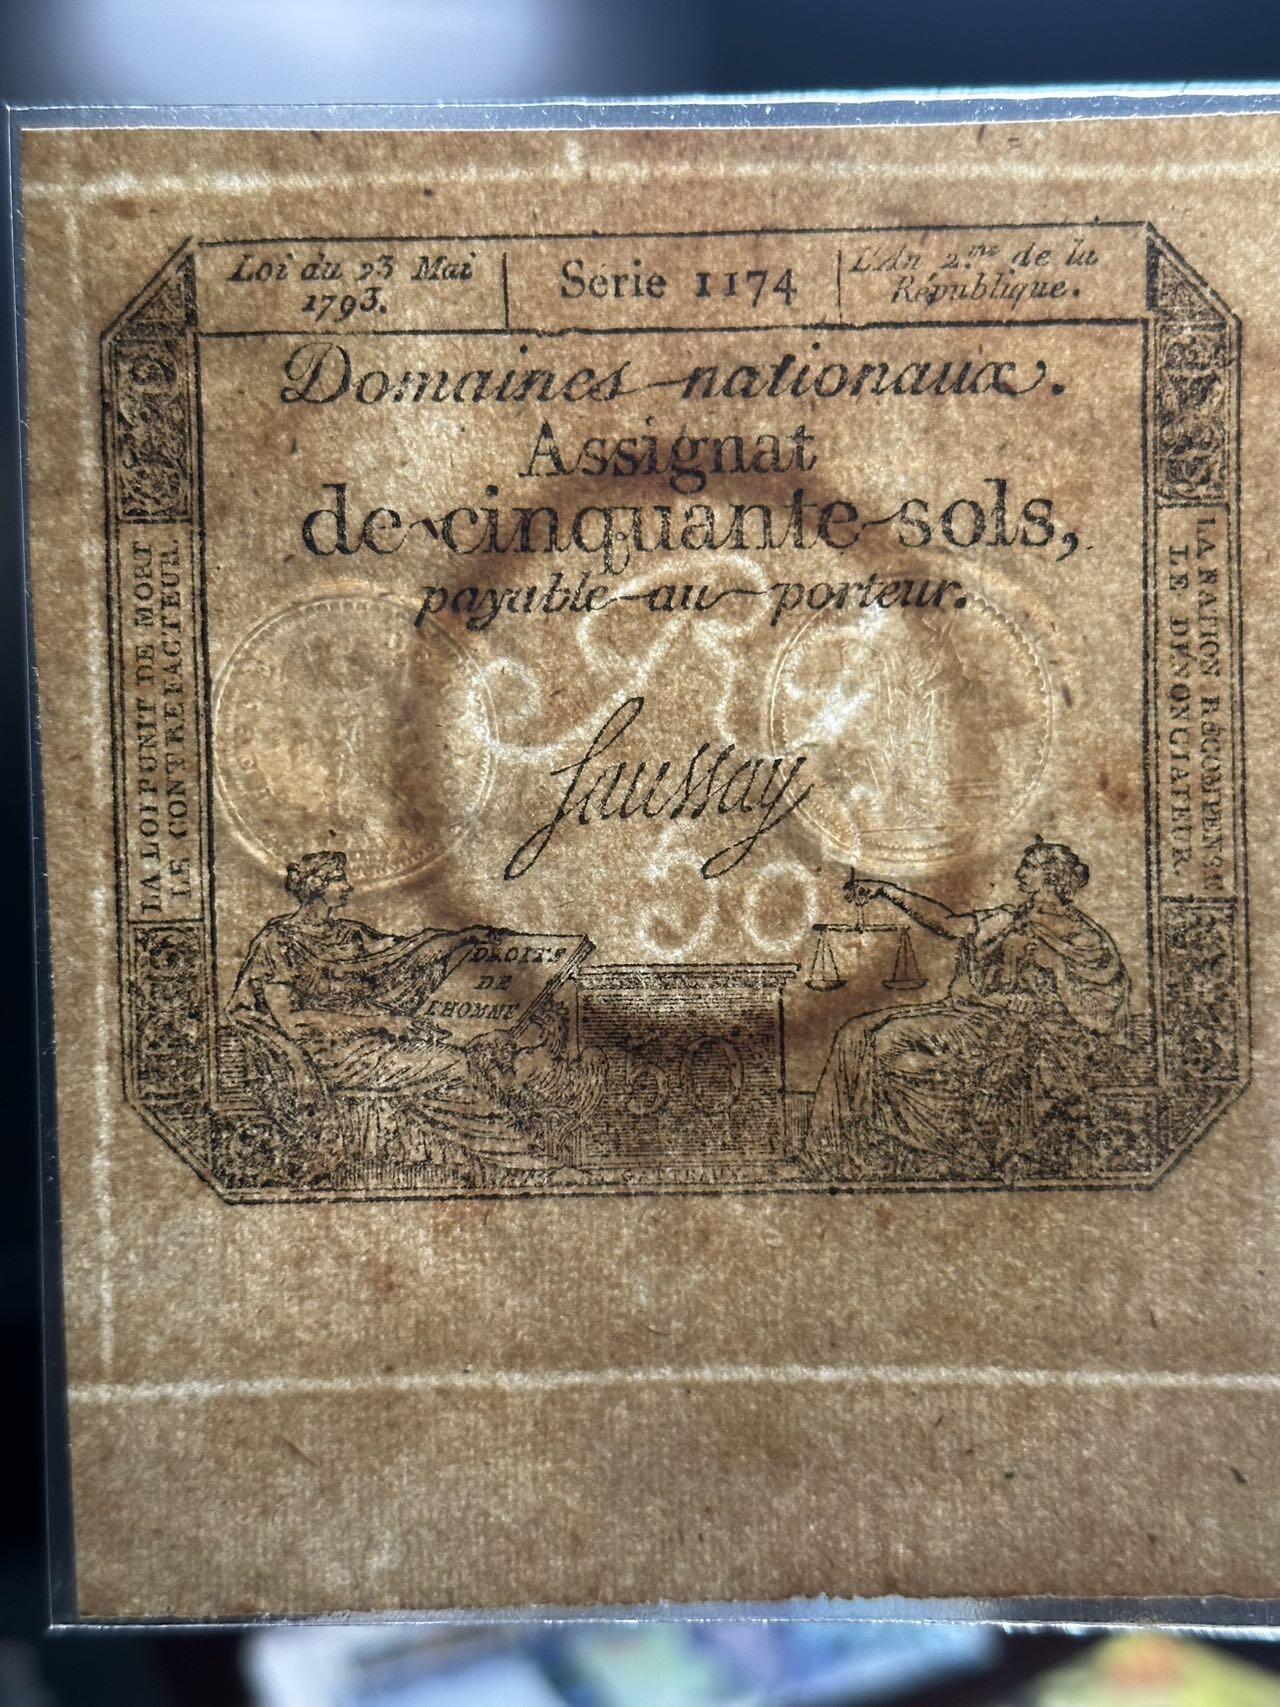 Loi du 23 Mai
1793.
Série 1174
L'An 2.me de la
République.
Domaines nationaux.
Assignat
de cinquante sols,
payable au porteur.
Saussay
LA LOI PUNIT DE MORT
LE CONTREFACTEUR.
LA NATION RÉCOMPENSE
LE DÉNONCIATEUR.
RF
50
DROITS
DE
L'HOMME
50